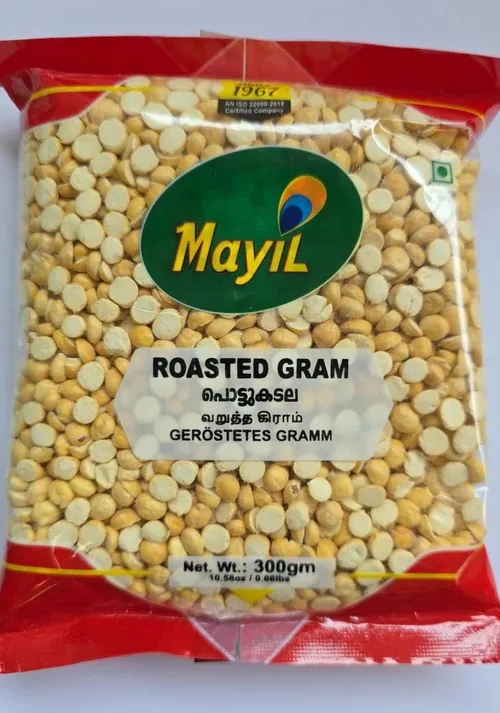 1967
AN ISO 22000:2018
Certified Company
Mayil
ROASTED GRAM
പൊട്ടുകടല
வறுத்த கிராம்
GERÖSTETES GRAMM
Net. Wt.: 300gm
10.58oz / 0.66lbs